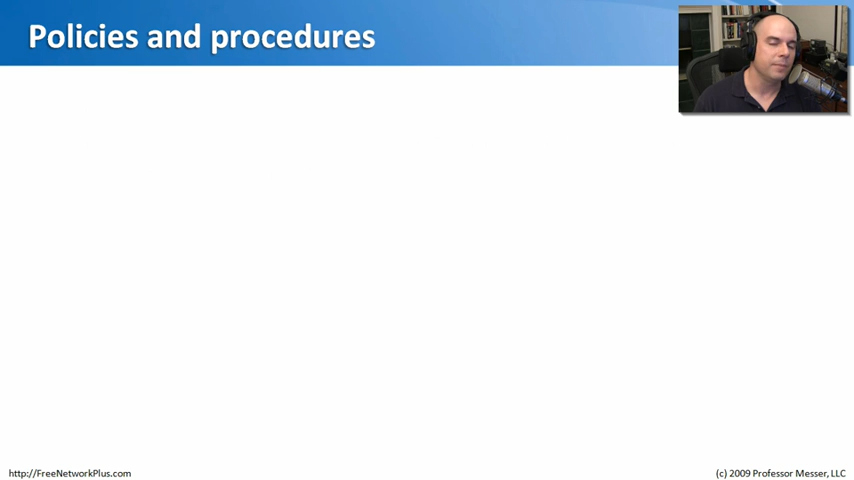 Policies and procedures
http://FreeNetworkPlus.com
(c) 2009 Professor Messer, LLC